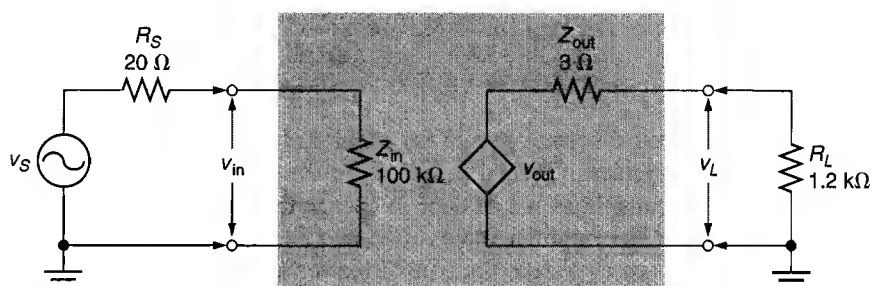 R_S
20 Ω
Z_out
3 Ω
v_S
v_in
Z_in
100 kΩ
v_out
v_L
R_L
1.2 kΩ